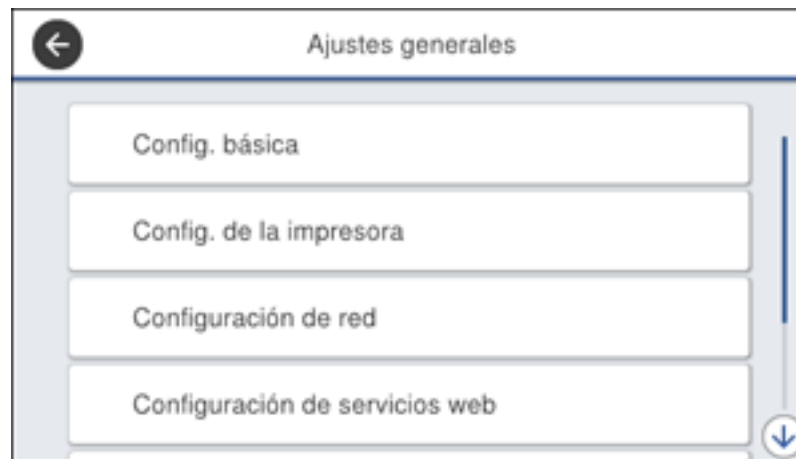 Ajustes generales
Config. básica
Config. de la impresora
Configuración de red
Configuración de servicios web